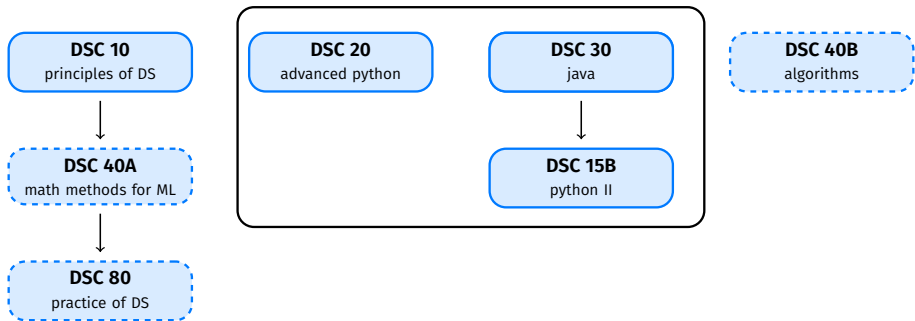 DSC 10
principles of DS
DSC 20
advanced python
DSC 30
java
DSC 40B
algorithms
DSC 40A
math methods for ML
DSC 15B
python II
DSC 80
practice of DS